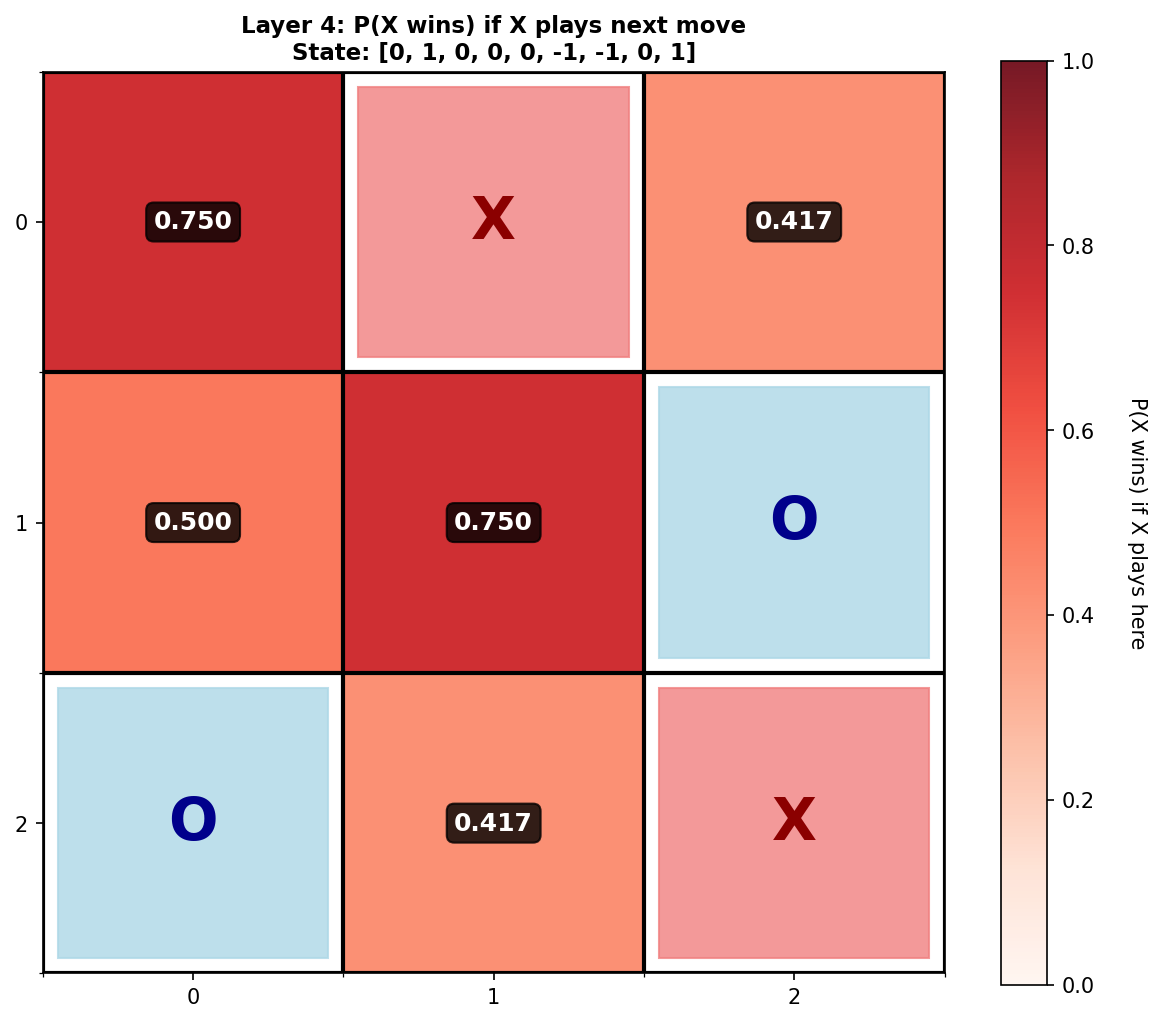 Layer 4: P(X wins) if X plays next move
State: [0, 1, 0, 0, 0, -1, -1, 0, 1]
0.750
X
0.417
0.500
0.750
O
O
0.417
X
0
1
2
0
1
2
1.0
0.8
0.6
0.4
0.2
0.0
P(X wins) if X plays here